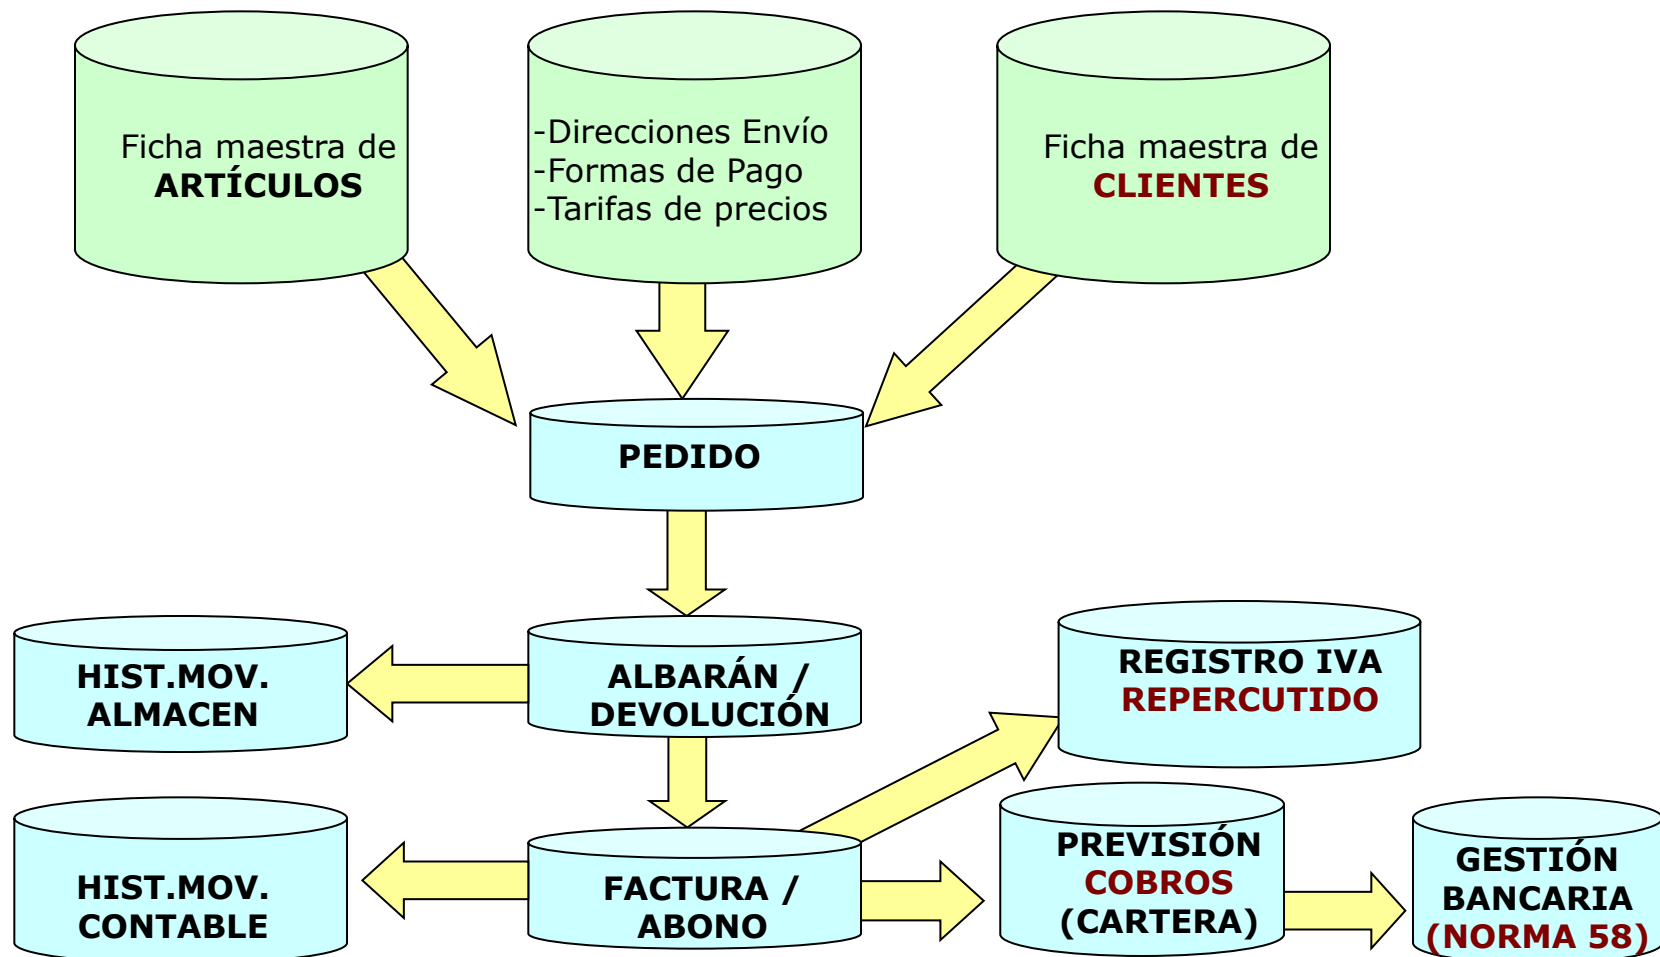 Ficha maestra de
ARTÍCULOS
-Direcciones Envío
-Formas de Pago
-Tarifas de precios
Ficha maestra de
CLIENTES
PEDIDO
HIST.MOV.
ALMACEN
ALBARÁN /
DEVOLUCIÓN
REGISTRO IVA
REPERCUTIDO
HIST.MOV.
CONTABLE
FACTURA /
ABONO
PREVISIÓN
COBROS
(CARTERA)
GESTIÓN
BANCARIA
(NORMA 58)